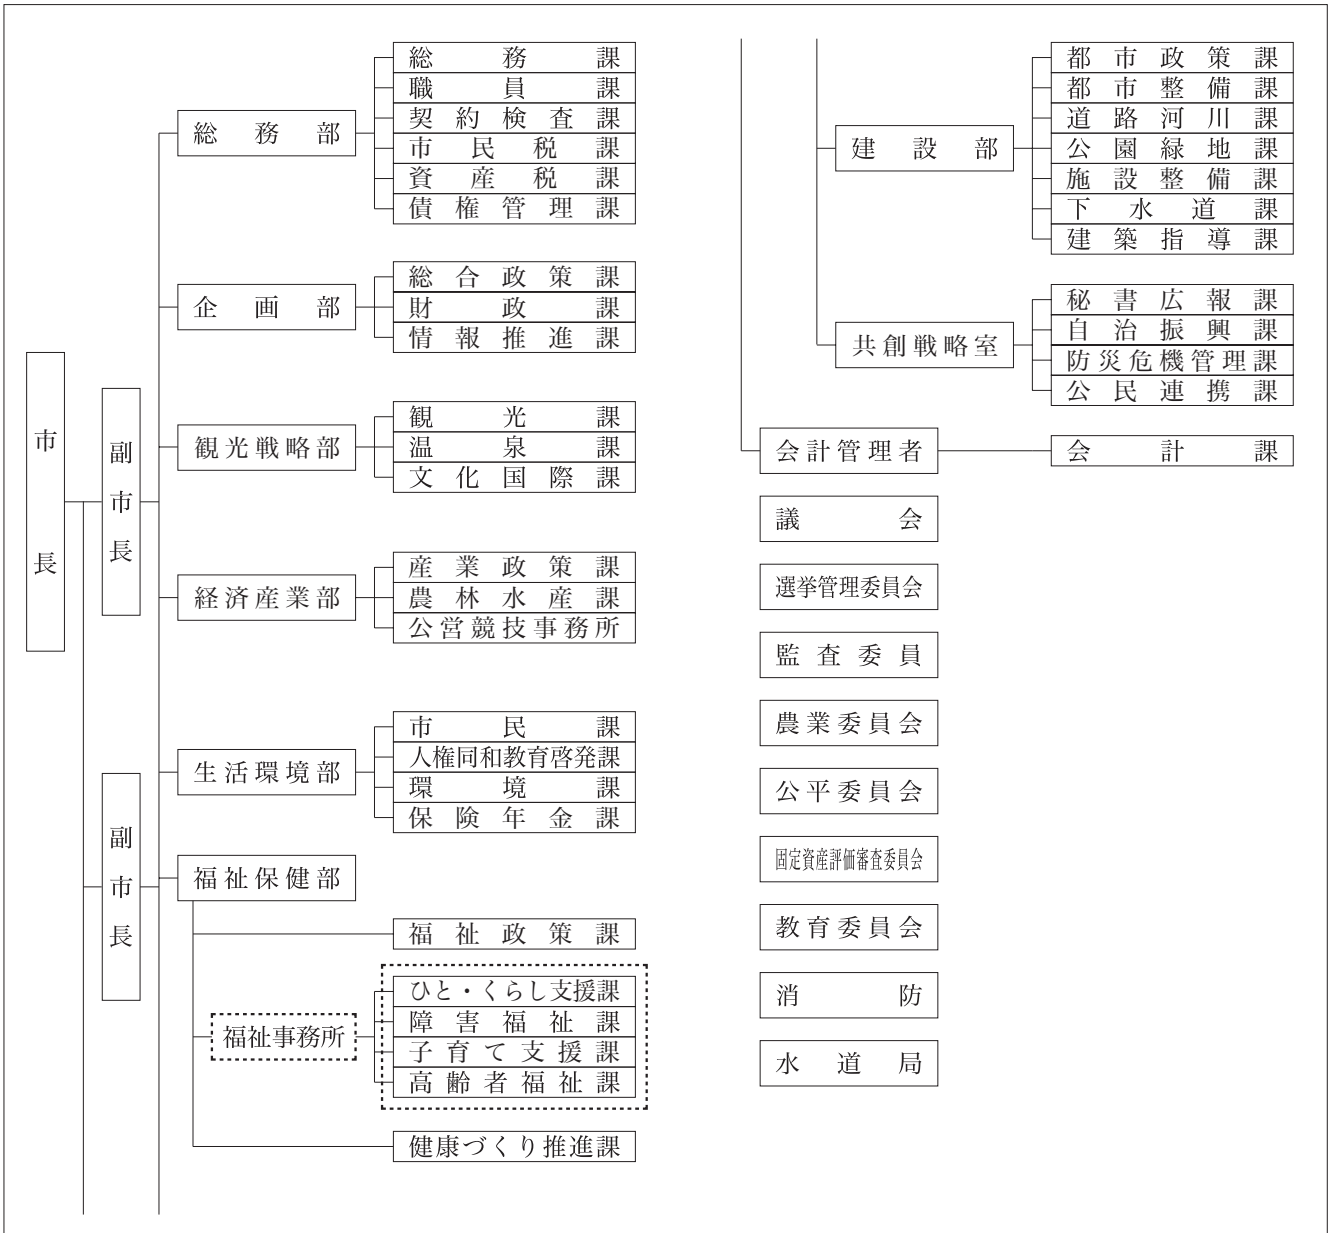 市長
副市長
副市長
総務部
総務課
職員課
契約検査課
市民税課
資産税課
債権管理課
企画部
総合政策課
財政課
情報推進課
観光戦略部
観光課
温泉課
文化国際課
経済産業部
産業政策課
農林水産課
公営競技事務所
生活環境部
市民課
人権同和教育啓発課
環境課
保険年金課
福祉保健部
福祉政策課
福祉事務所
ひと・くらし支援課
障害福祉課
子育て支援課
高齢者福祉課
健康づくり推進課
建設部
都市政策課
都市整備課
道路河川課
公園緑地課
施設整備課
下水道課
建築指導課
共創戦略室
秘書広報課
自治振興課
防災危機管理課
公民連携課
会計管理者
会計課
議会
選挙管理委員会
監査委員
農業委員会
公平委員会
固定資産評価審査委員会
教育委員会
消防
水道局